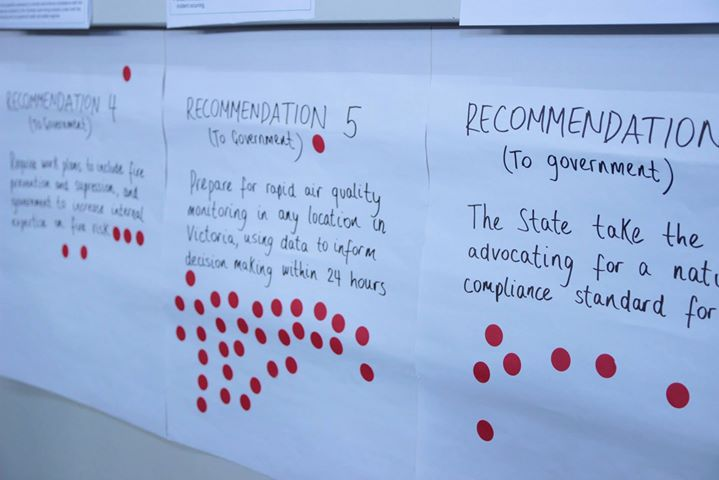 incident occuring.
RECOMMENDATION 4
(To Government)
Require work plans to include fire
prevention and supression, and
government to increase internal
expertise on fire risk
RECOMMENDATION 5
(To Government)
Prepare for rapid air quality
monitoring in any location in
Victoria, using data to inform
decision making within 24 hours
RECOMMENDATION
(To government)
The State take the
advocating for a natu
compliance standard for